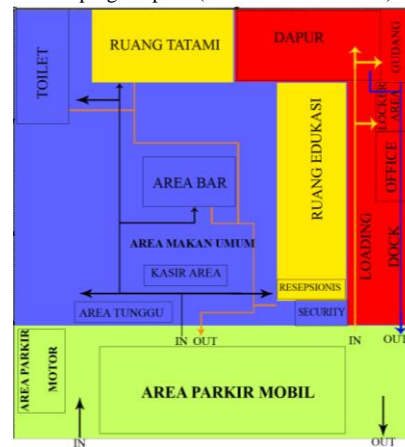 RUANG TATAMI
DAPUR
GUDANG
TOILET
LOCKER
AREA
AREA BAR
RUANG EDUKASI
OFFICE
AREA MAKAN UMUM
LOADING
DOCK
KASIR AREA
RESEPSIONIS
AREA TUNGGU
SECURITY
IN OUT
IN
OUT
AREA PARKIR
MOTOR
AREA PARKIR MOBIL
IN
OUT